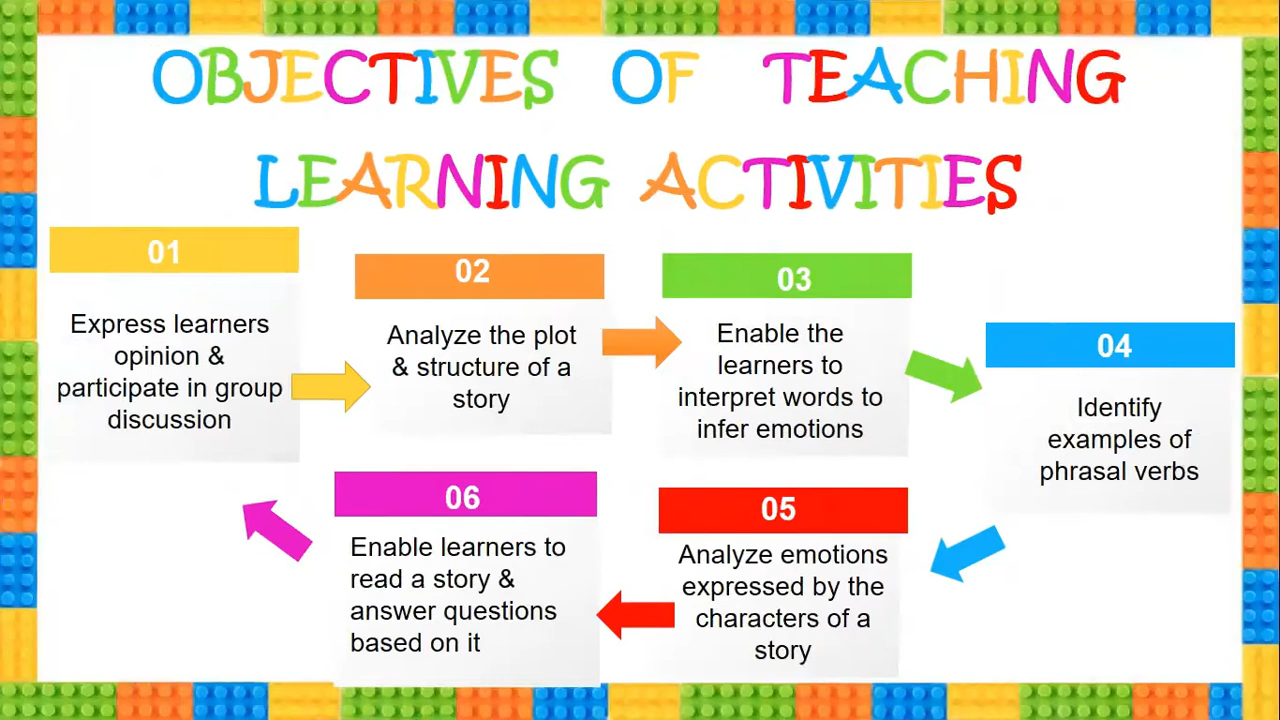 OBJECTIVES OF TEACHING
LEARNING ACTIVITIES
01
Express learners
opinion &
participate in group
discussion
02
Analyze the plot
& structure of a
story
03
Enable the
learners to
interpret words to
infer emotions
04
Identify
examples of
phrasal verbs
05
Analyze emotions
expressed by the
characters of a
story
06
Enable learners to
read a story &
answer questions
based on it